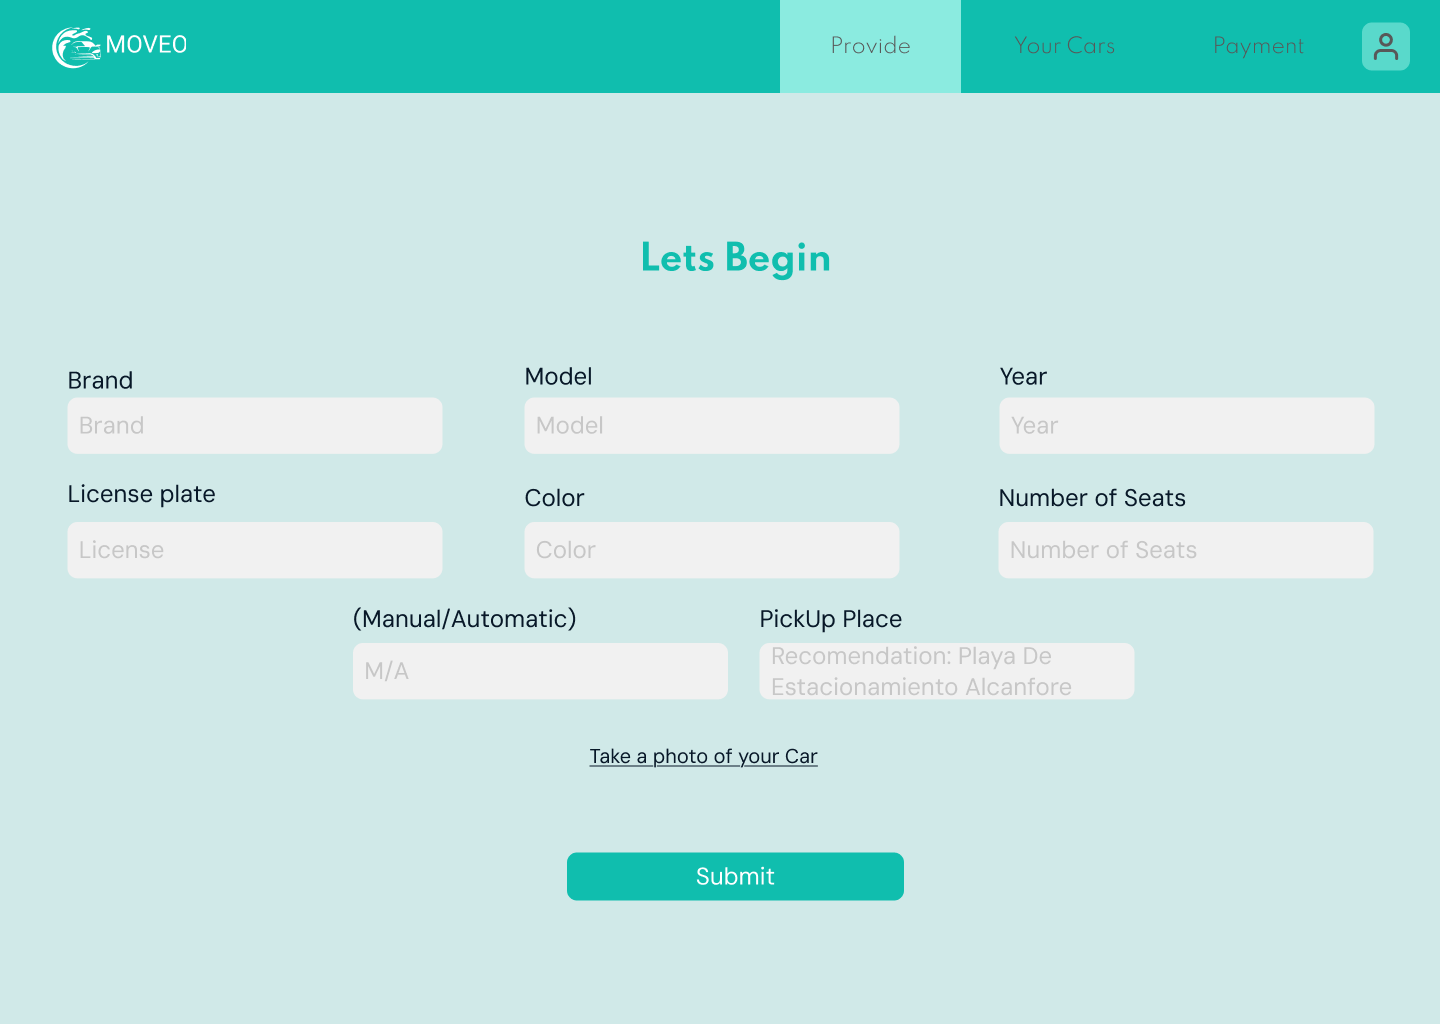 MOVEO
Provide
Your Cars
Payment
Lets Begin
Brand
Model
Year
Brand
Model
Year
License plate
Color
Number of Seats
License
Color
Number of Seats
(Manual/Automatic)
PickUp Place
M/A
Recomendation: Playa De
Estacionamiento Alcanfore
Take a photo of your Car
Submit